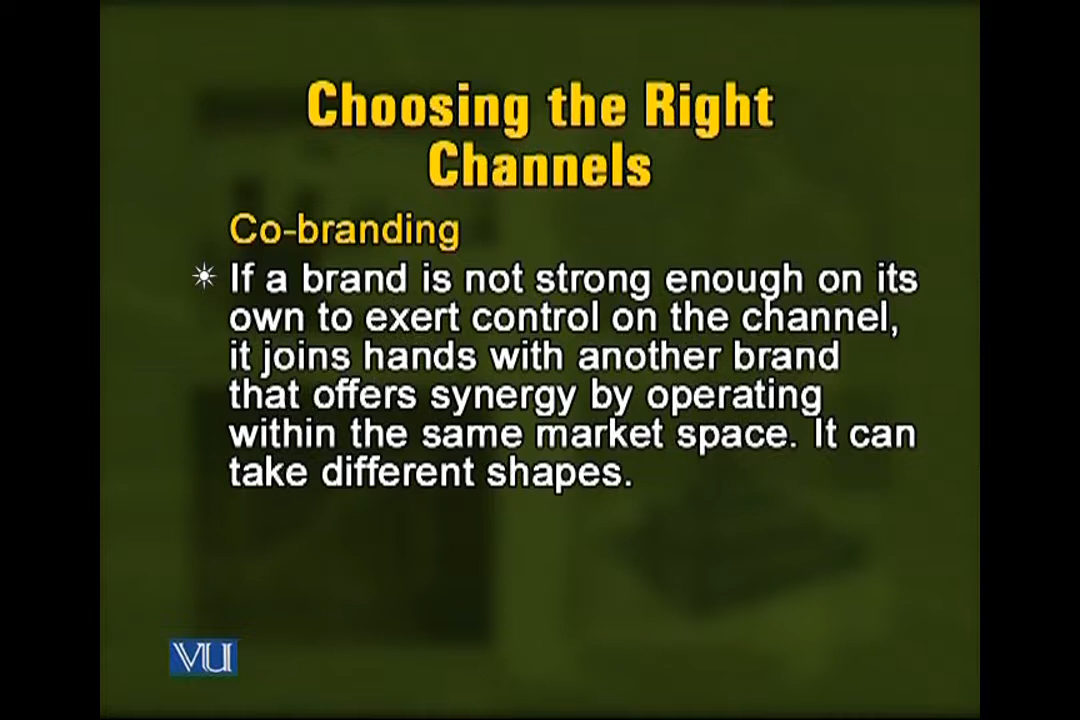 Choosing the Right
Channels
Co-branding
If a brand is not strong enough on its
own to exert control on the channel,
it joins hands with another brand
that offers synergy by operating
within the same market space. It can
take different shapes.
VU